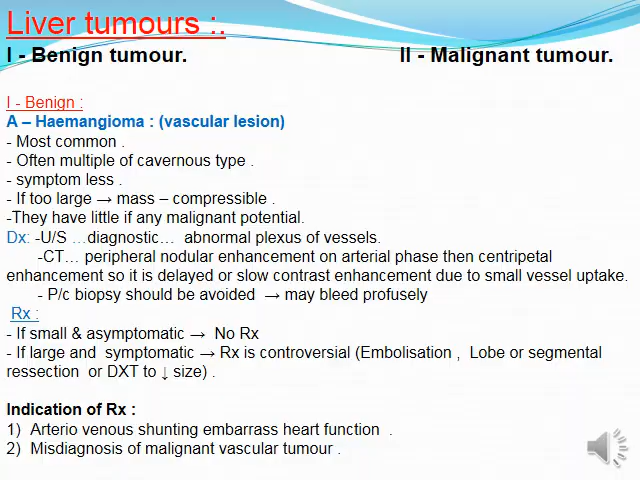 Liver tumours :.
I - Benign tumour. II - Malignant tumour.
I - Benign :
A – Haemangioma : (vascular lesion)
- Most common .
- Often multiple of cavernous type .
- symptom less .
- If too large → mass – compressible .
-They have little if any malignant potential.
Dx: -U/S …diagnostic… abnormal plexus of vessels.
-CT… peripheral nodular enhancement on arterial phase then centripetal
enhancement so it is delayed or slow contrast enhancement due to small vessel uptake.
- P/c biopsy should be avoided → may bleed profusely
Rx :
- If small & asymptomatic → No Rx
- If large and symptomatic → Rx is controversial (Embolisation , Lobe or segmental
ressection or DXT to ↓ size) .
Indication of Rx :
1) Arterio venous shunting embarrass heart function .
2) Misdiagnosis of malignant vascular tumour .